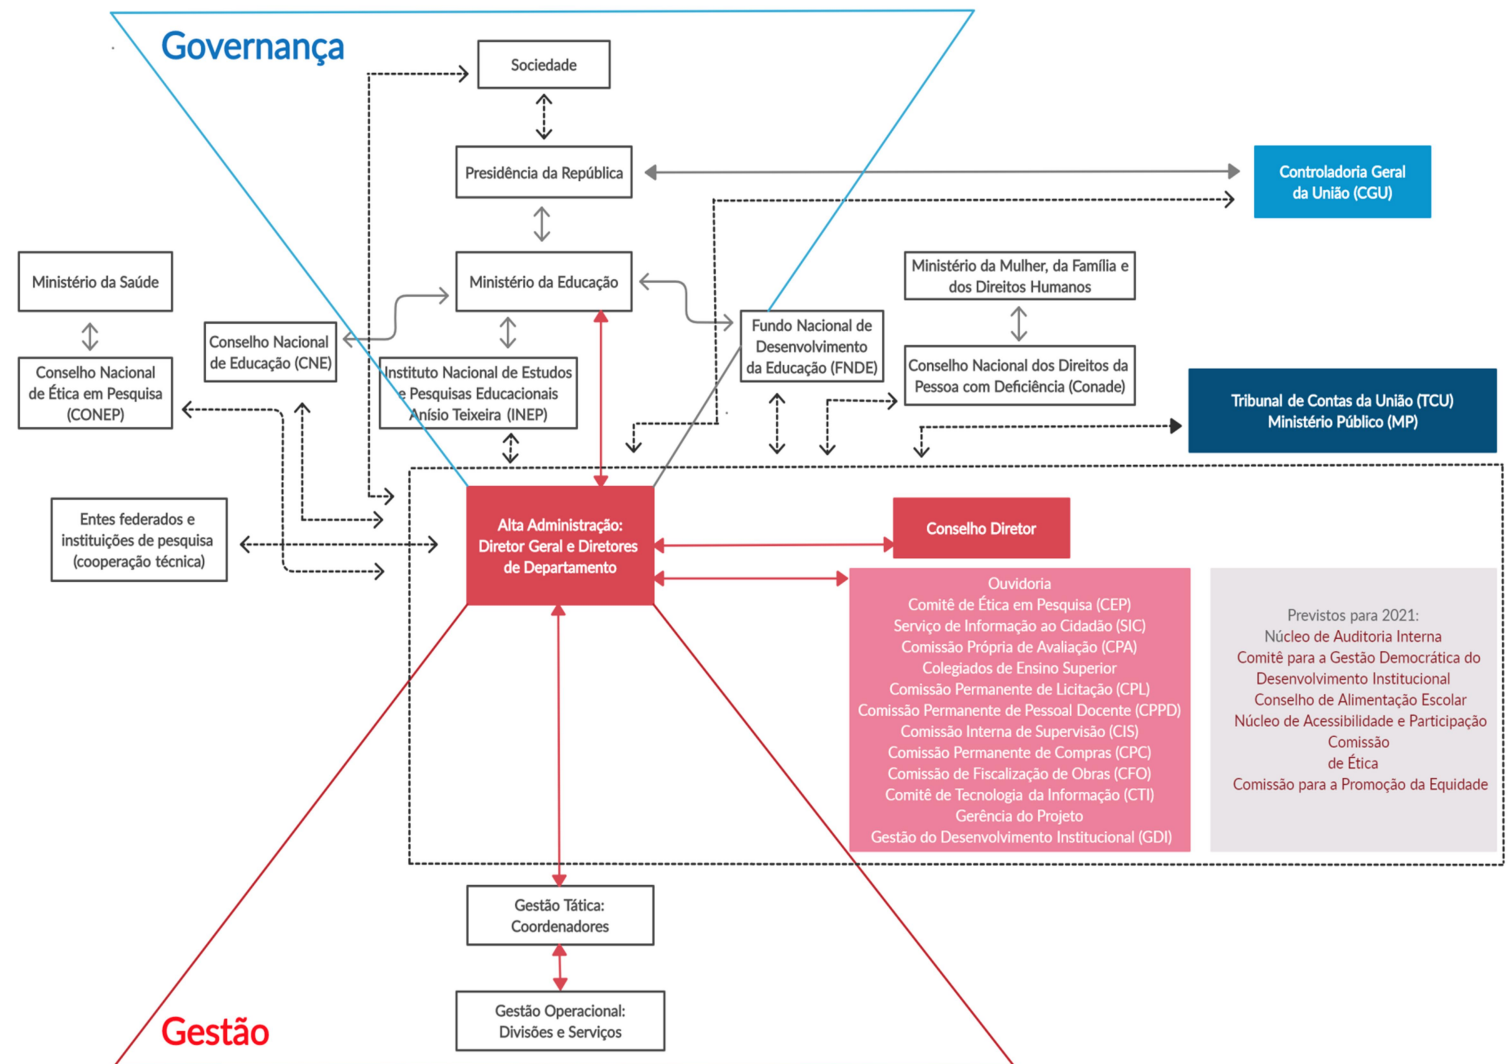 Governança
Sociedade
Presidência da República
Controladoria Geral
da União (CGU)
Ministério da Saúde
Ministério da Educação
Ministério da Mulher, da Família e
dos Direitos Humanos
Conselho Nacional
de Educação (CNE)
Fundo Nacional de
Desenvolvimento
da Educação (FNDE)
Conselho Nacional
de Ética em Pesquisa
(CONEP)
Instituto Nacional de Estudos
e Pesquisas Educacionais
Anísio Teixeira (INEP)
Conselho Nacional dos Direitos da
Pessoa com Deficiência (Conade)
Tribunal de Contas da União (TCU)
Ministério Público (MP)
Entes federados e
instituições de pesquisa
(cooperação técnica)
Alta Administração:
Diretor Geral e Diretores
de Departamento
Conselho Diretor
Ouvidoria
Comitê de Ética em Pesquisa (CEP)
Serviço de Informação ao Cidadão (SIC)
Comissão Própria de Avaliação (CPA)
Colegiados de Ensino Superior
Comissão Permanente de Licitação (CPL)
Comissão Permanente de Pessoal Docente (CPPD)
Comissão Interna de Supervisão (CIS)
Comissão Permanente de Compras (CPC)
Comissão de Fiscalização de Obras (CFO)
Comitê de Tecnologia da Informação (CTI)
Gerência do Projeto
Gestão do Desenvolvimento Institucional (GDI)
Previstos para 2021:
Núcleo de Auditoria Interna
Comitê para a Gestão Democrática do
Desenvolvimento Institucional
Conselho de Alimentação Escolar
Núcleo de Acessibilidade e Participação
Comissão
de Ética
Comissão para a Promoção da Equidade
Gestão Tática:
Coordenadores
Gestão Operacional:
Divisões e Serviços
Gestão